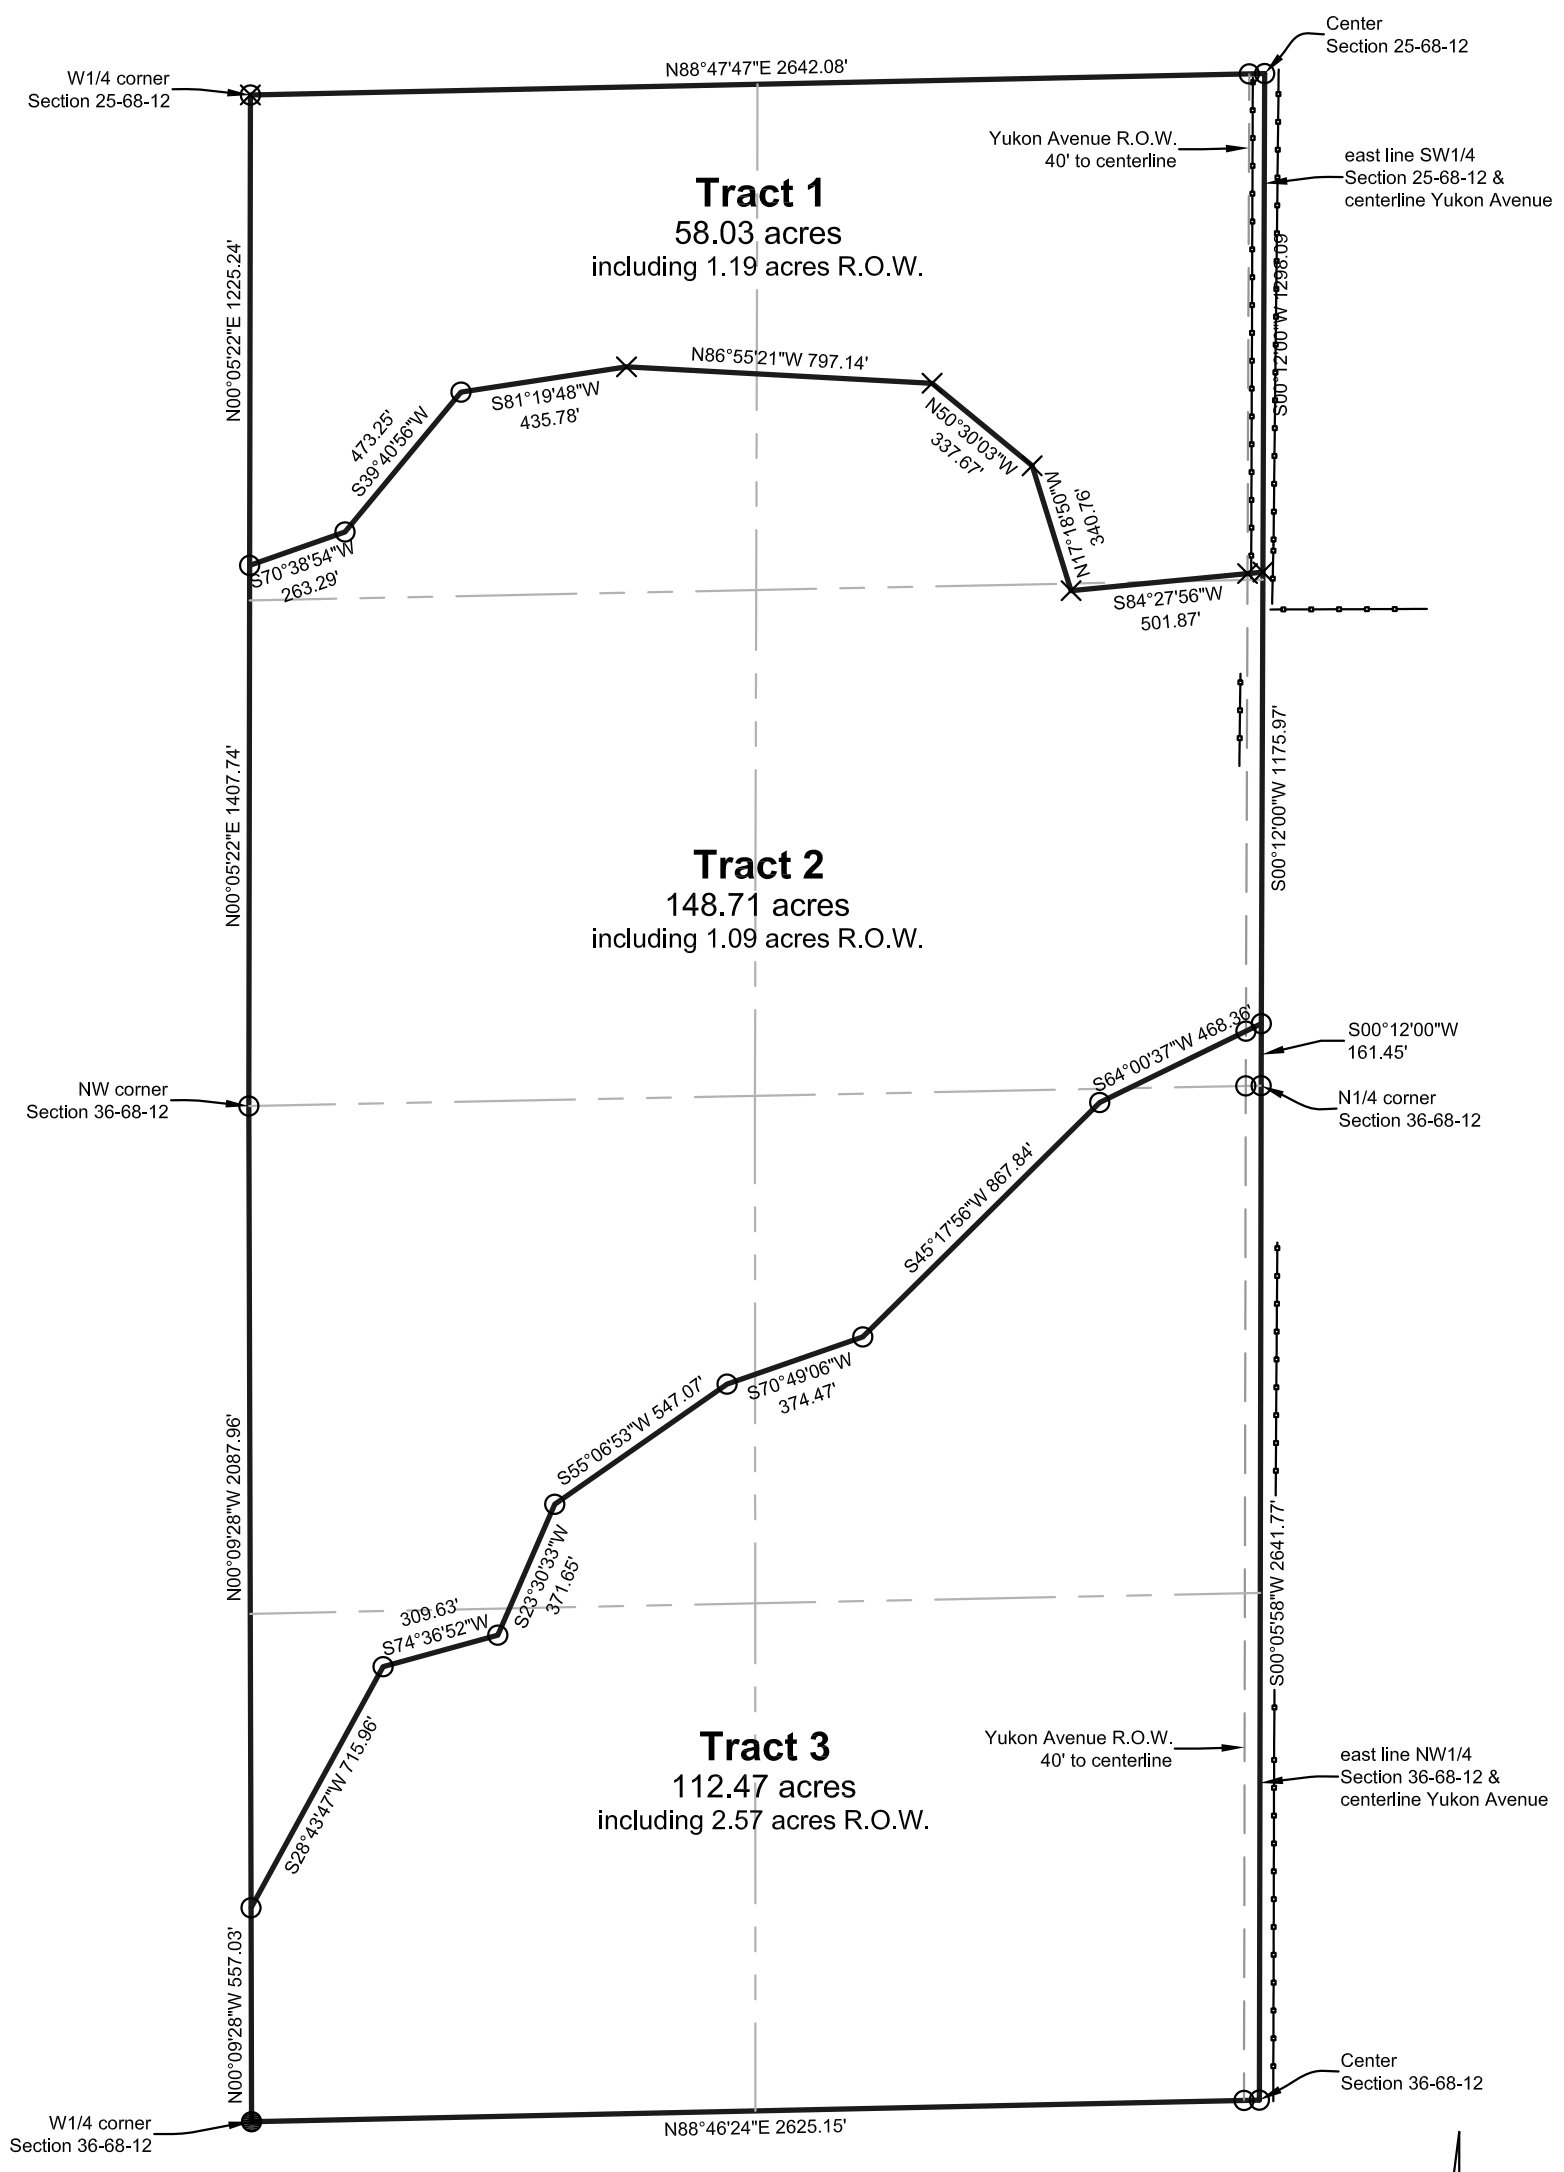 Center
Section 25-68-12
W1/4 corner
Section 25-68-12
N88°47'47"E 2642.08'
Yukon Avenue R.O.W.
40' to centerline
east line SW1/4
Section 25-68-12 &
centerline Yukon Avenue
Tract 1
58.03 acres
including 1.19 acres R.O.W.
N00°05'22"E 1225.24'
S00°12'00"W 1298.09'
N86°55'21"W 797.14'
S81°19'48"W
435.78'
473.25'
S39°40'56"W
N50°30'03"W
337.67'
N17°18'50"W
340.76'
S70°38'54"W
263.29'
S84°27'56"W
501.87'
N00°05'22"E 1407.74'
S00°12'00"W 1175.97'
Tract 2
148.71 acres
including 1.09 acres R.O.W.
S64°00'37"W 468.36'
S00°12'00"W
161.45'
NW corner
Section 36-68-12
N1/4 corner
Section 36-68-12
S45°17'56"W 867.84'
S70°49'06"W
374.47'
S55°06'53"W 547.07'
N00°09'28"W 2087.96'
S00°05'58"W 2641.77'
S23°30'33"W
371.65'
309.63'
S74°36'52"W
S28°43'47"W 715.96'
Tract 3
112.47 acres
including 2.57 acres R.O.W.
Yukon Avenue R.O.W.
40' to centerline
east line NW1/4
Section 36-68-12 &
centerline Yukon Avenue
N00°09'28"W 557.03'
Center
Section 36-68-12
W1/4 corner
Section 36-68-12
N88°46'24"E 2625.15'